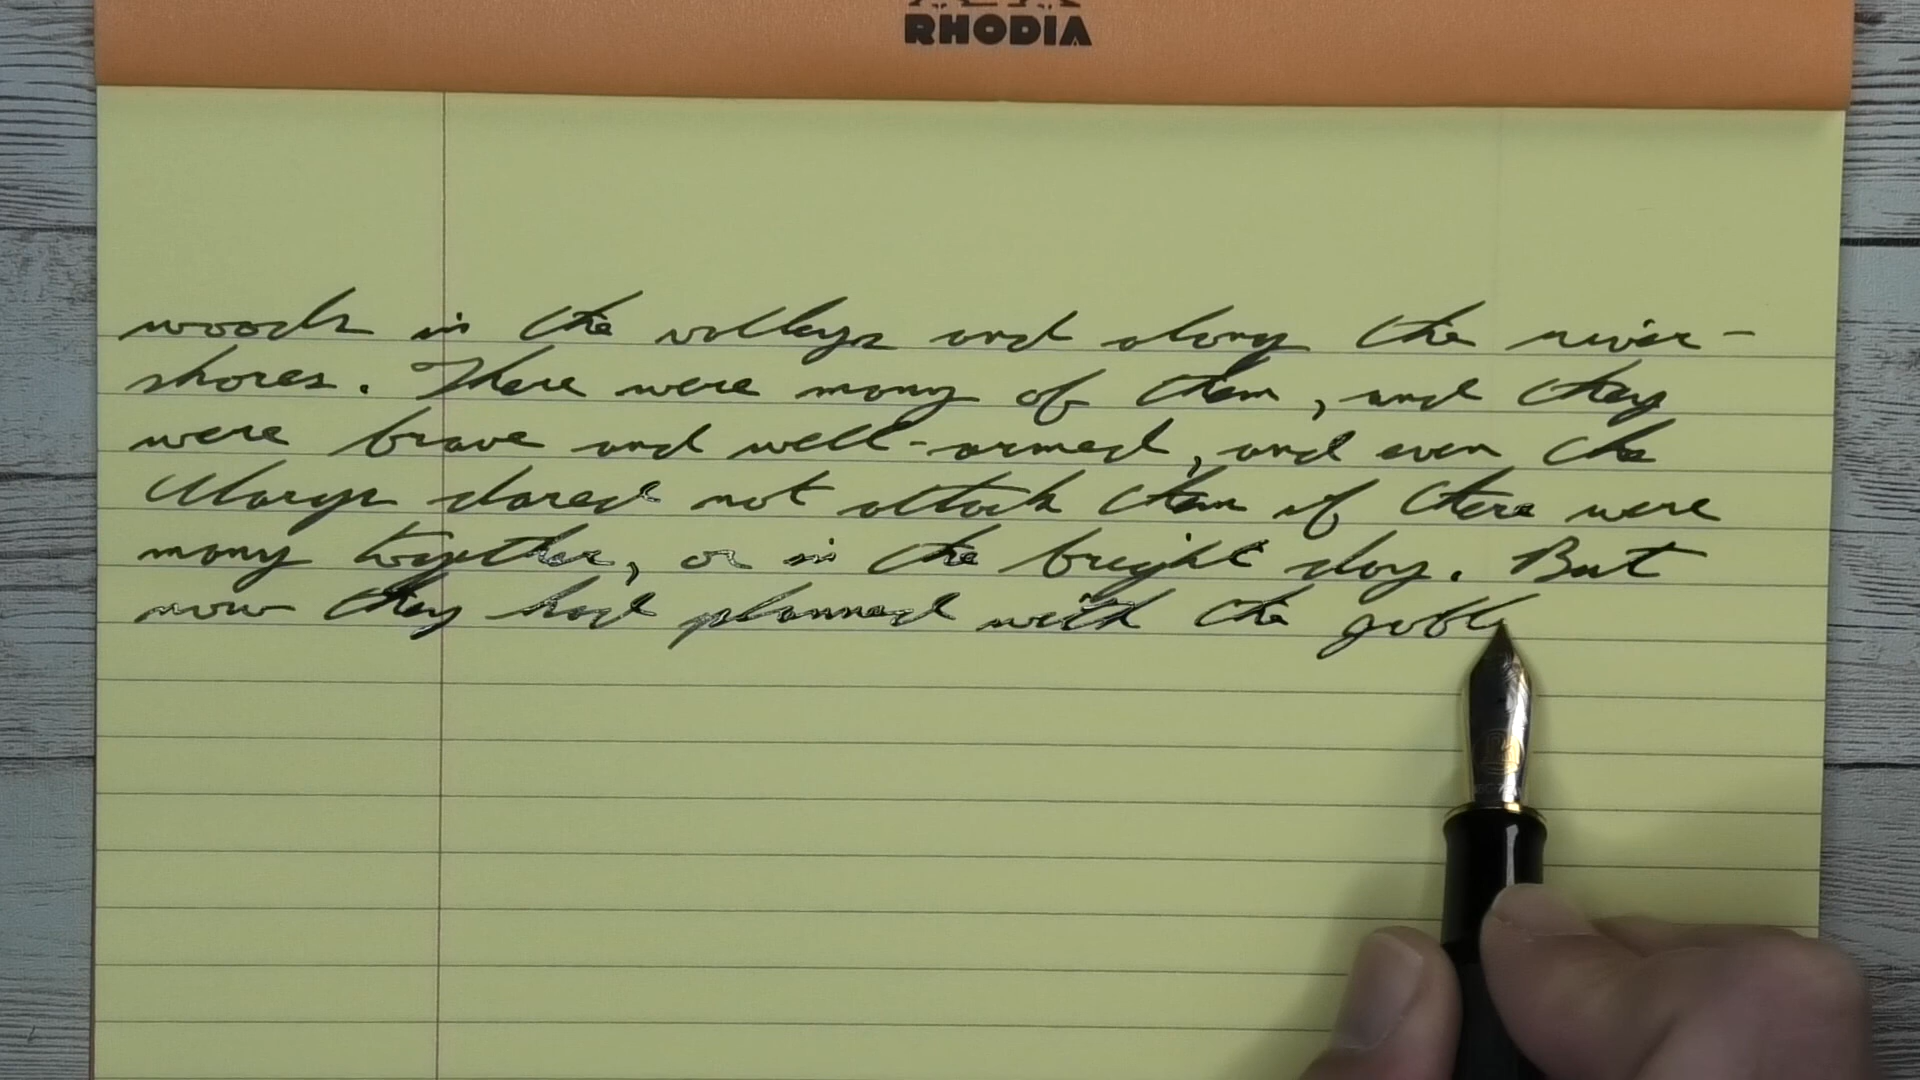 RHODIA
woods in the valleys and along the river-
shores. There were many of them, and they
were brave and well-armed, and even the
Wargs dared not attack them if there were
many together, or in the bright day. But
now they had planned with the gobli